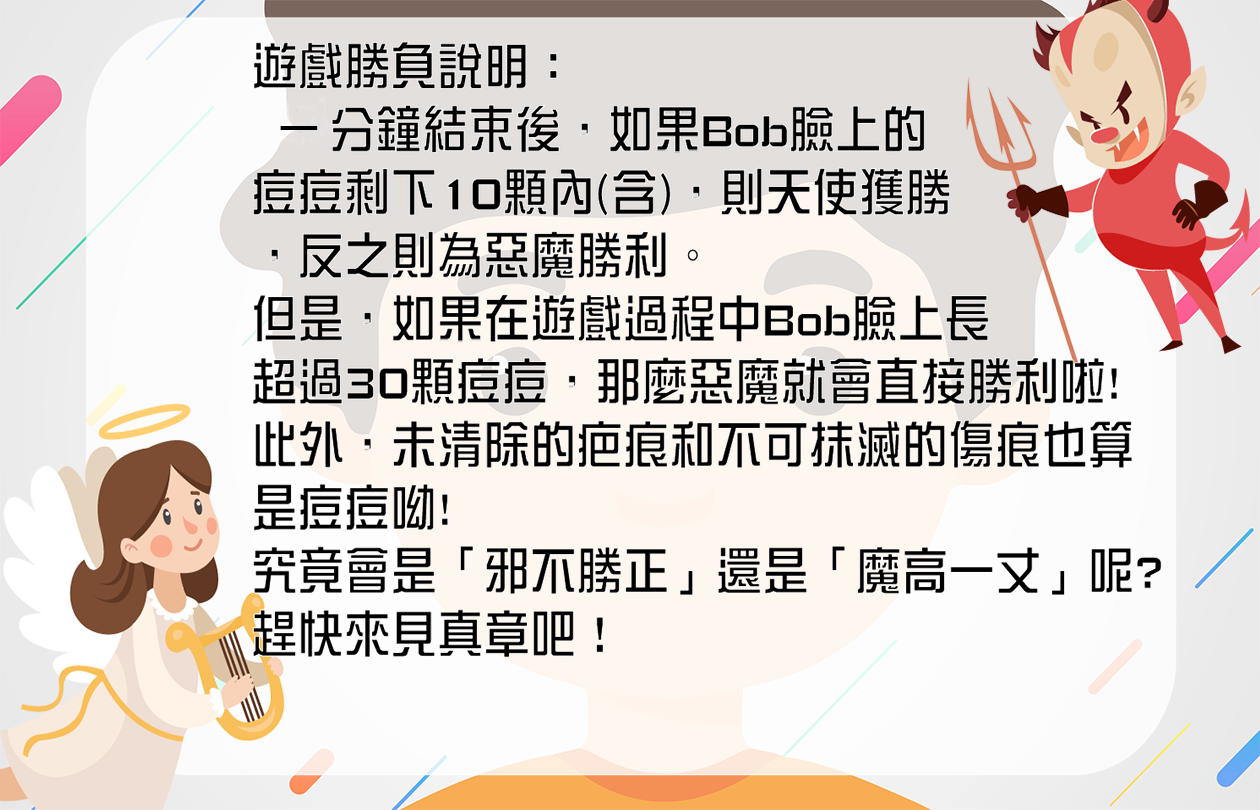 遊戲勝負說明：
一分鐘結束後，如果Bob臉上的
痘痘剩下10顆內(含)，則天使獲勝
，反之則為惡魔勝利。
但是，如果在遊戲過程中Bob臉上長
超過30顆痘痘，那麼惡魔就會直接勝利啦!
此外，未清除的疤痕和不可抹滅的傷痕也算
是痘痘呦!
究竟會是「邪不勝正」還是「魔高一丈」呢?
趕快來見真章吧！